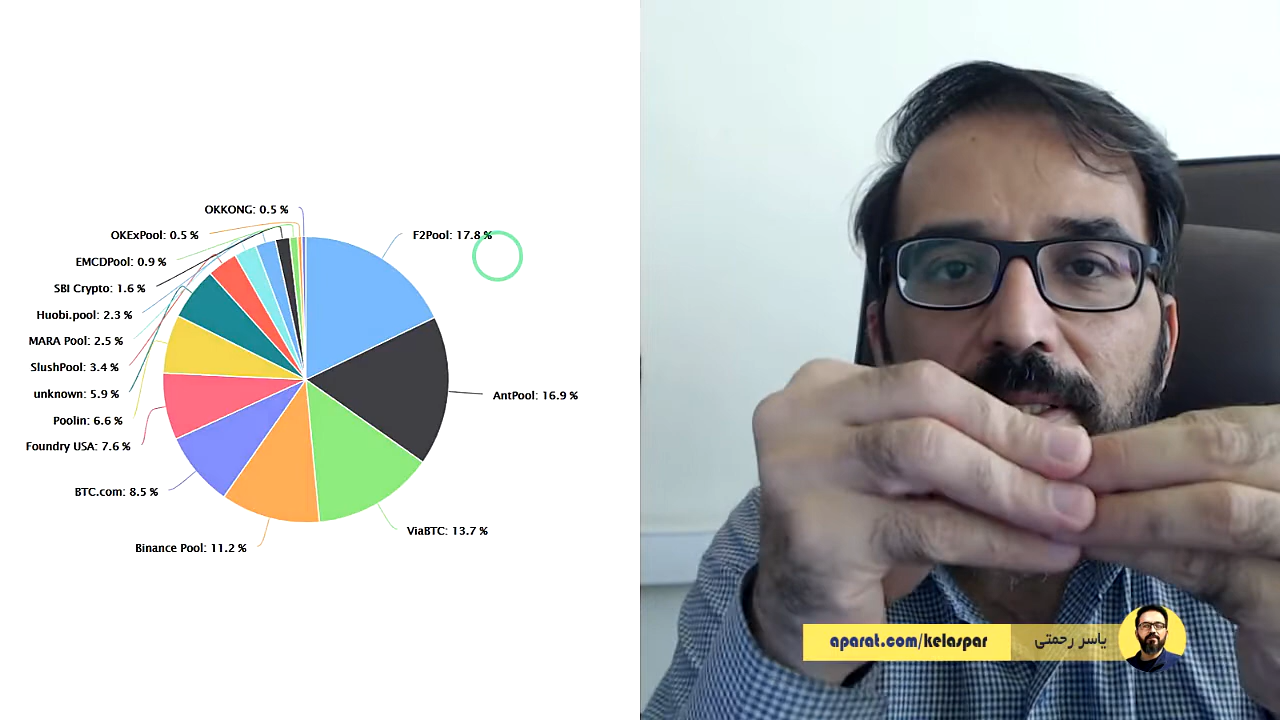 OKKONG: 0.5 %
OKExPool: 0.5 %
EMCDPool: 0.9 %
SBI Crypto: 1.6 %
Huobi.pool: 2.3 %
MARA Pool: 2.5 %
SlushPool: 3.4 %
unknown: 5.9 %
Poolin: 6.6 %
Foundry USA: 7.6 %
BTC.com: 8.5 %
Binance Pool: 11.2 %
F2Pool: 17.8 %
AntPool: 16.9 %
ViaBTC: 13.7 %
aparat.com/kelaspar
یاسر رحمتی